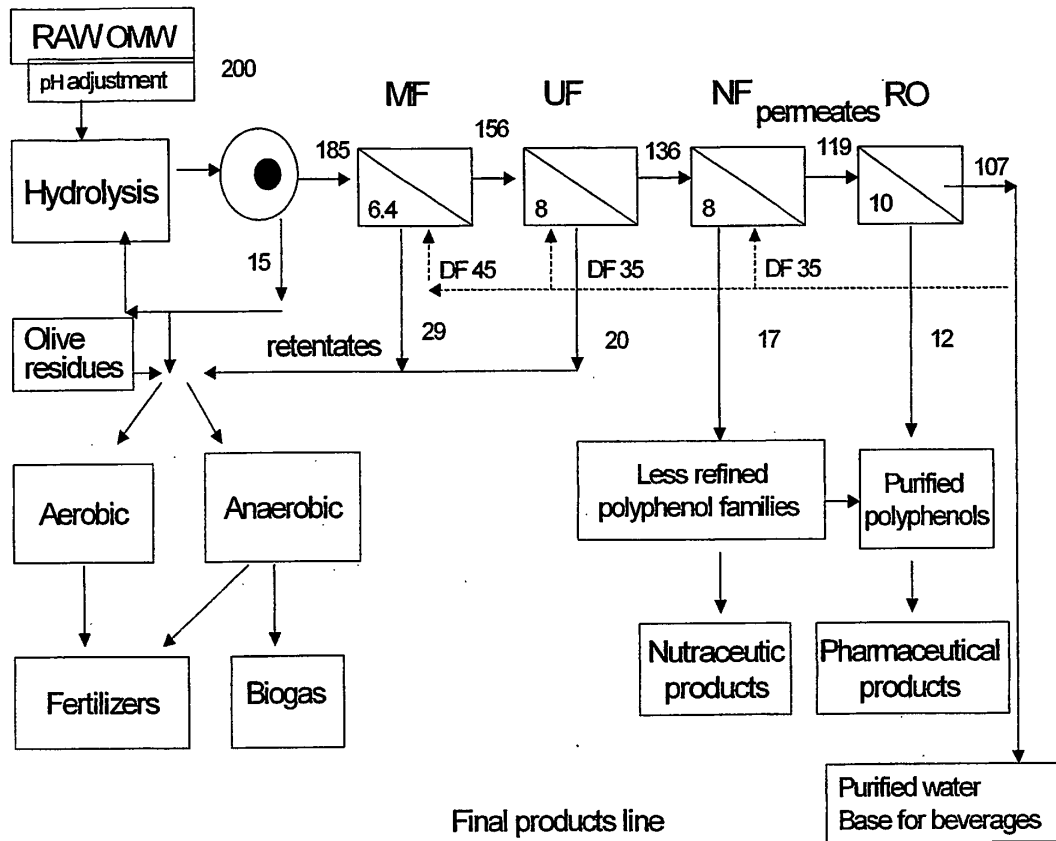 RAW OMW
pH adjustment
200
MF
UF
NF
permeates
RO
Hydrolysis
185
156
136
119
107
6.4
8
8
10
15
DF 45
DF 35
DF 35
Olive
residues
retentates
29
20
17
12
Aerobic
Anaerobic
Less refined
polyphenol families
Purified
polyphenols
Fertilizers
Biogas
Nutraceutic
products
Pharmaceutical
products
Final products line
Purified water
Base for beverages